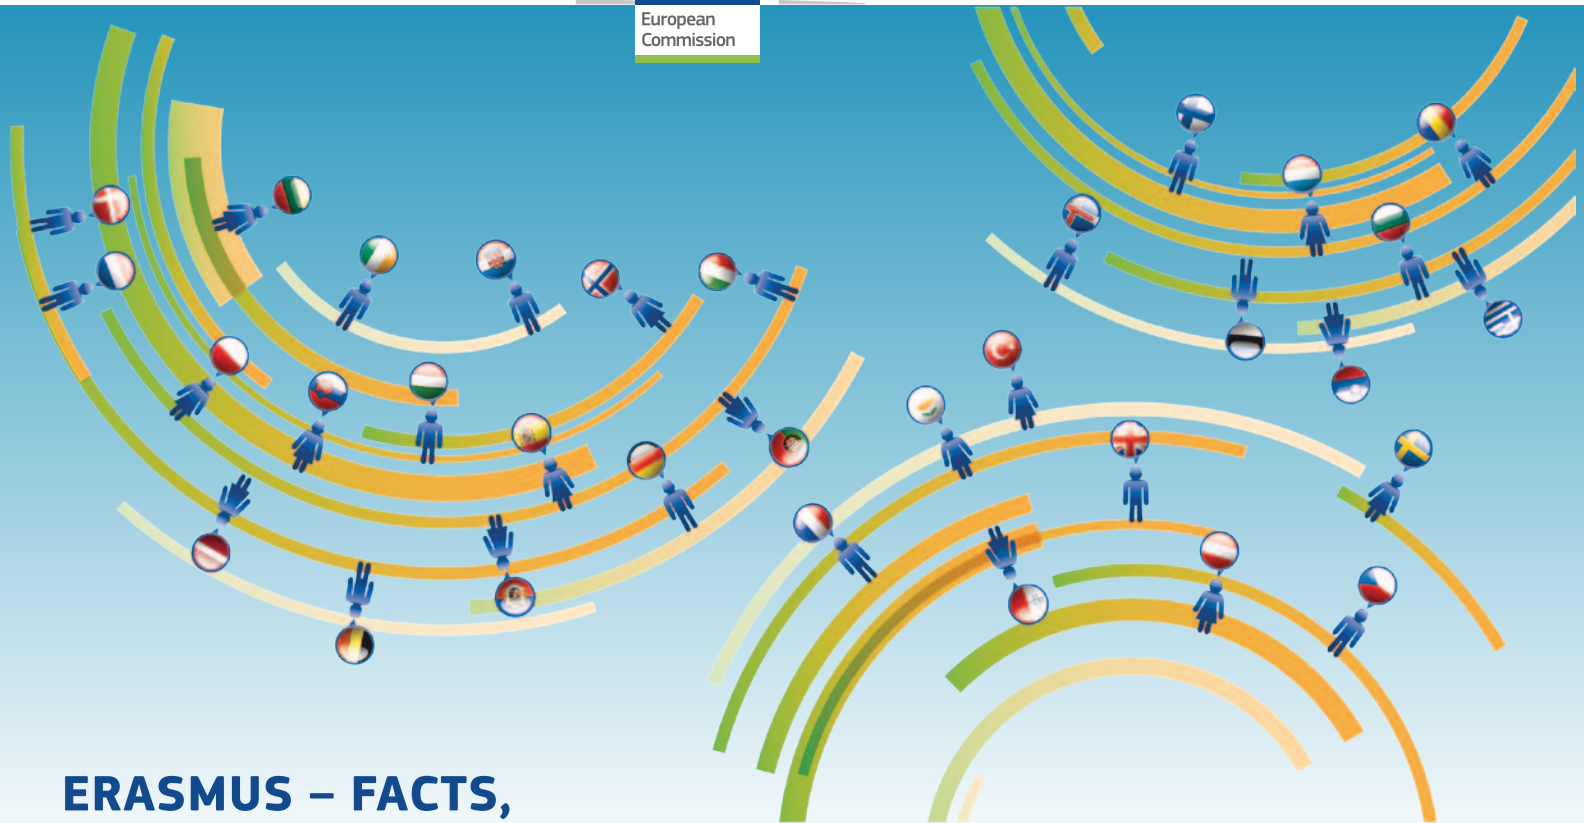 European
Commission
ERASMUS – FACTS,